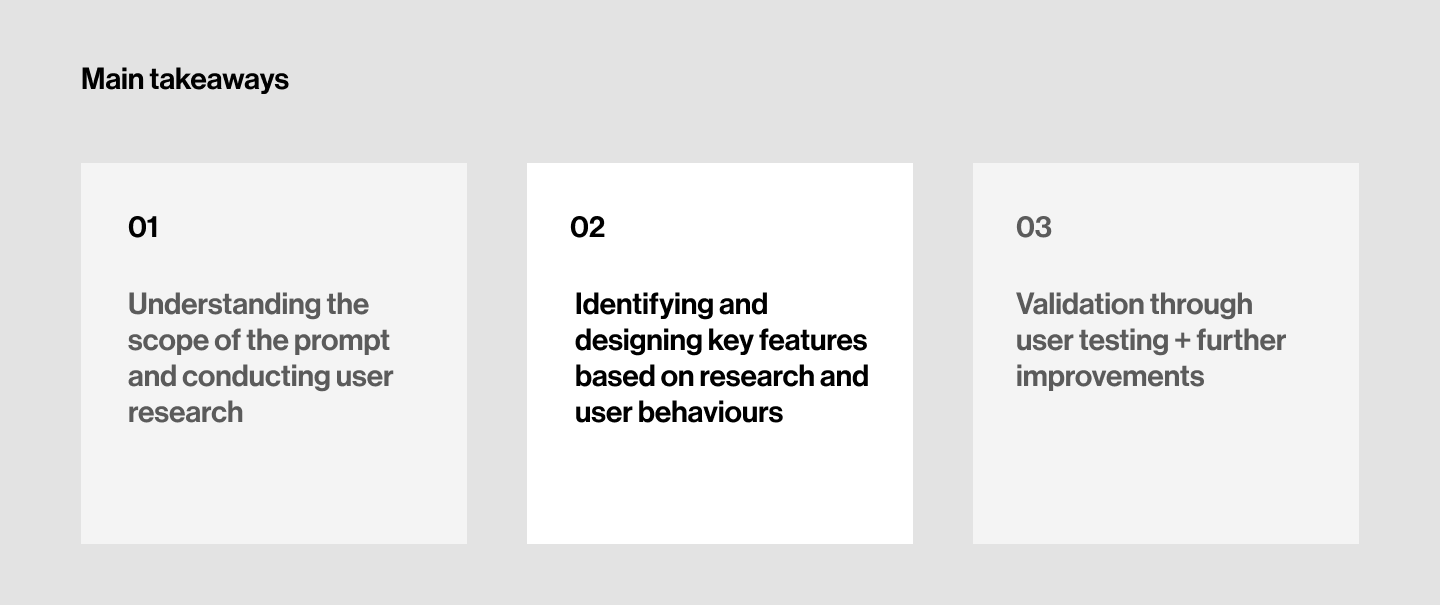 Main takeaways
01
Understanding the
scope of the prompt
and conducting user
research
02
Identifying and
designing key features
based on research and
user behaviours
03
Validation through
user testing + further
improvements